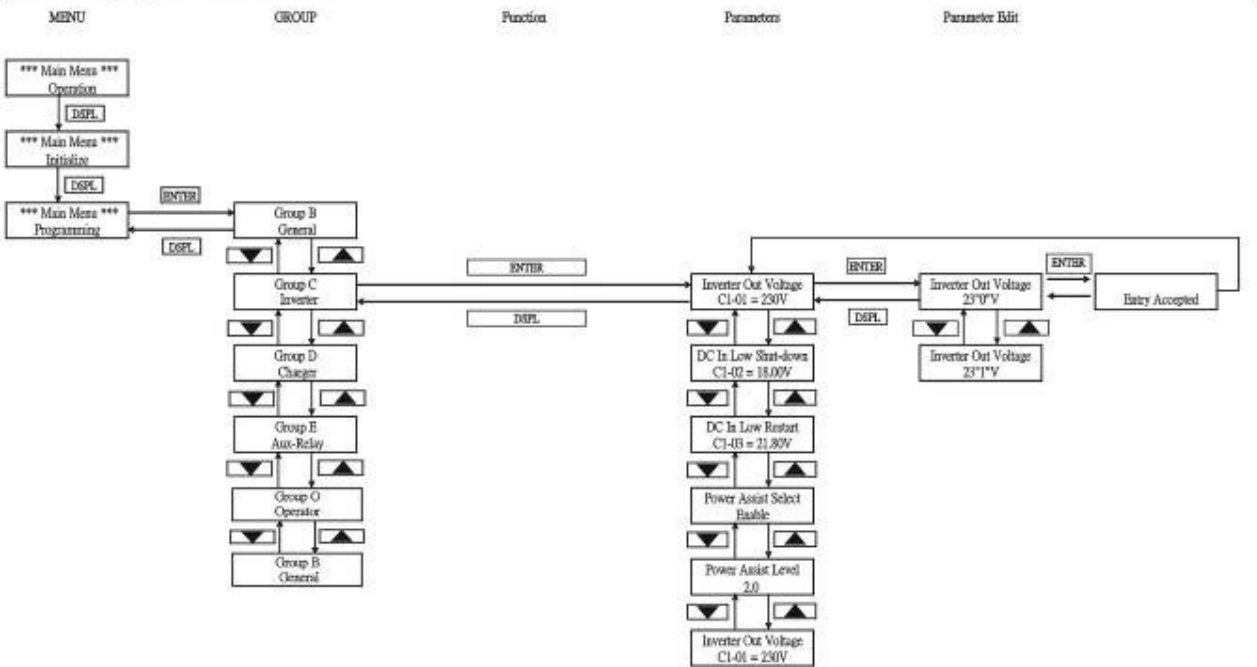 MENU GROUP Function Parameters Parameter Edit
*** Main Menu ***
Operation
DSPL
*** Main Menu ***
Initialize
DSPL
*** Main Menu ***
Programming
ENTER
DSPL
Group B
General
Group C
Inverter
Group D
Charger
Group E
Aux-Relay
Group O
Operator
Group B
General
ENTER
DSPL
Inverter Out Voltage
C1-01 = 230V
DC In Low Shut-down
C1-02 = 18.00V
DC In Low Restart
C1-03 = 21.80V
Power Assist Select
Enable
Power Assist Level
2.0
Inverter Out Voltage
C1-01 = 230V
ENTER
DSPL
Inverter Out Voltage
23"0"V
Inverter Out Voltage
23"1"V
ENTER
Entry Accepted